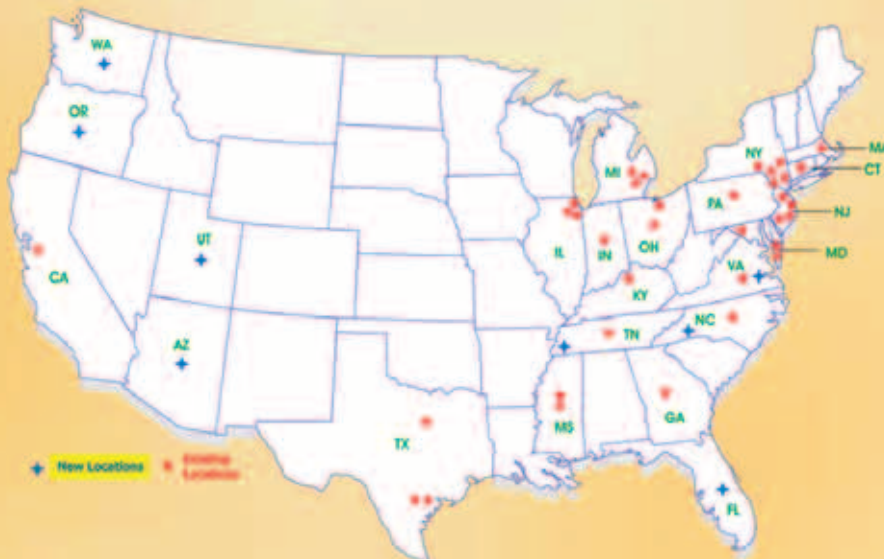 WA
OR
CA
UT
AZ
TX
MI
IL
IN
OH
KY
TN
MS
GA
FL
NC
VA
PA
NY
MA
CT
NJ
MD
New Locations
Existing
Locations